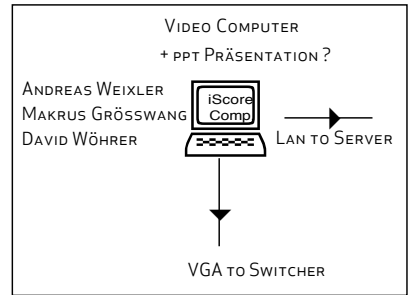 Video Computer
+ ppt Präsentation ?
Andreas Weixler
Makrus Grösswang
David Wöhrer
iScore
Comp
Lan to Server
VGA to Switcher